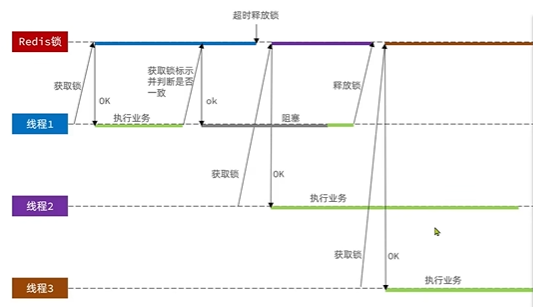 超时释放锁
Redis锁
获取锁
OK
获取锁标示
并判断是否
一致
ok
释放锁
线程1
执行业务
阻塞
获取锁
OK
线程2
执行业务
获取锁
OK
线程3
执行业务